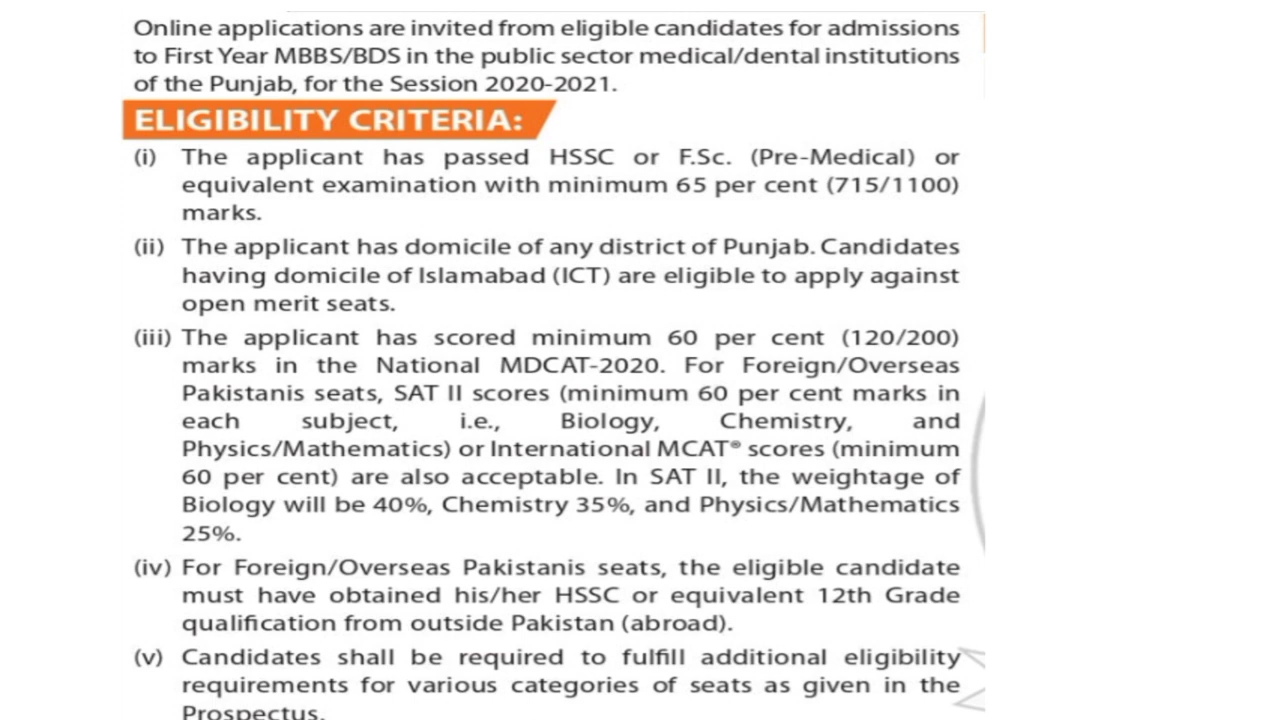 Online applications are invited from eligible candidates for admissions
to First Year MBBS/BDS in the public sector medical/dental institutions
of the Punjab, for the Session 2020-2021.
ELIGIBILITY CRITERIA:
(i) The applicant has passed HSSC or F.Sc. (Pre-Medical) or
equivalent examination with minimum 65 per cent (715/1100)
marks.
(ii) The applicant has domicile of any district of Punjab. Candidates
having domicile of Islamabad (ICT) are eligible to apply against
open merit seats.
(iii) The applicant has scored minimum 60 per cent (120/200)
marks in the National MDCAT-2020. For Foreign/Overseas
Pakistanis seats, SAT II scores (minimum 60 per cent marks in
each subject, i.e., Biology, Chemistry, and
Physics/Mathematics) or International MCAT® scores (minimum
60 per cent) are also acceptable. In SAT II, the weightage of
Biology will be 40%, Chemistry 35%, and Physics/Mathematics
25%.
(iv) For Foreign/Overseas Pakistanis seats, the eligible candidate
must have obtained his/her HSSC or equivalent 12th Grade
qualification from outside Pakistan (abroad).
(v) Candidates shall be required to fulfill additional eligibility
requirements for various categories of seats as given in the
Prospectus.